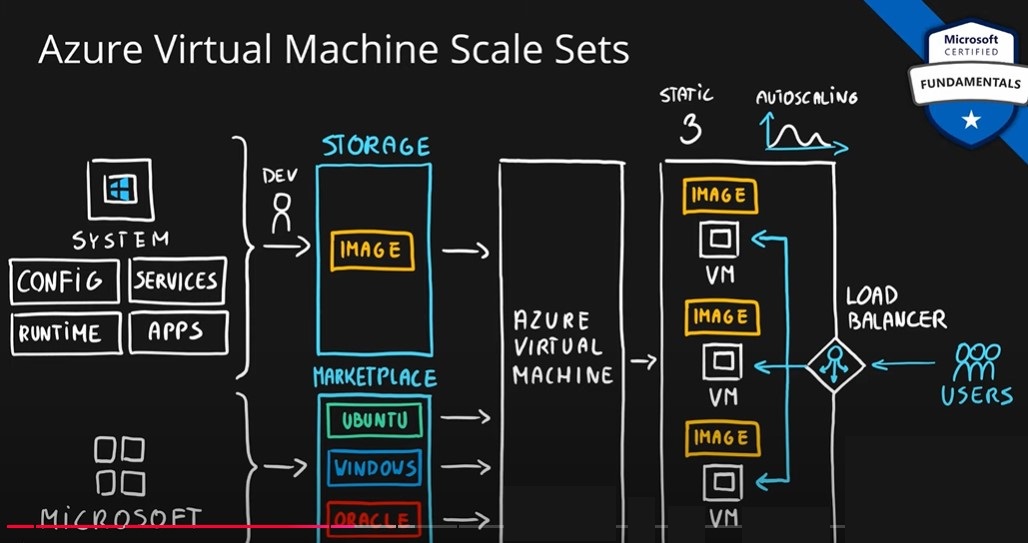 Azure Virtual Machine Scale Sets
Microsoft
CERTIFIED
FUNDAMENTALS
STATIC
3
AUTOSCALING
STORAGE
DEV
IMAGE
SYSTEM
CONFIG
SERVICES
RUNTIME
APPS
MARKETPLACE
UBUNTU
WINDOWS
ORACLE
MICROSOFT
AZURE
VIRTUAL
MACHINE
IMAGE
VM
IMAGE
VM
IMAGE
VM
LOAD
BALANCER
USERS